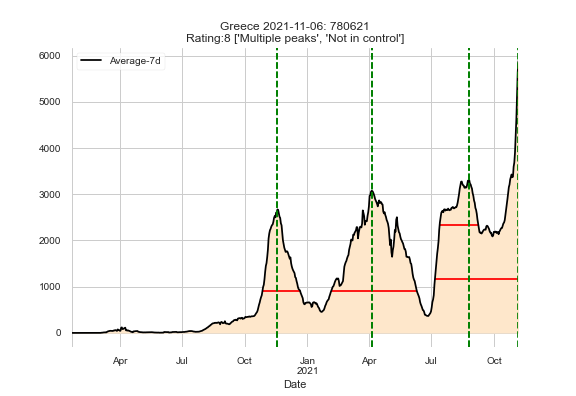 Greece 2021-11-06: 780621
Rating:8 ['Multiple peaks', 'Not in control']
Average-7d
6000
5000
4000
3000
2000
1000
0
Apr Jul Oct Jan Apr Jul Oct
2021
Date